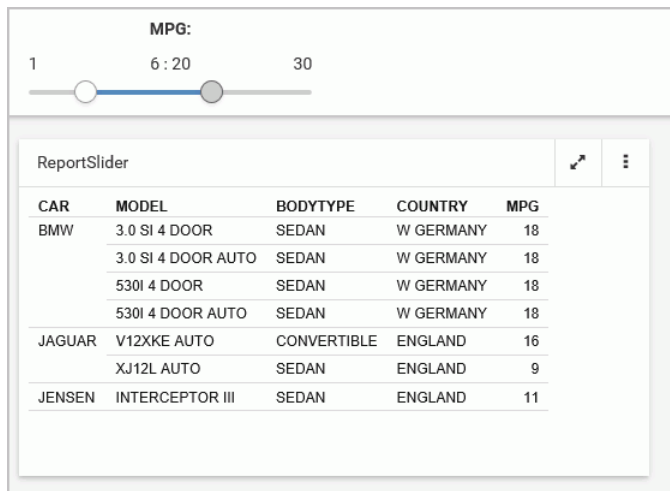 MPG:
1 6 : 20 30
ReportSlider
CAR MODEL BODYTYPE COUNTRY MPG
BMW 3.0 SI 4 DOOR SEDAN W GERMANY 18
3.0 SI 4 DOOR AUTO SEDAN W GERMANY 18
530I 4 DOOR SEDAN W GERMANY 18
530I 4 DOOR AUTO SEDAN W GERMANY 18
JAGUAR V12XKE AUTO CONVERTIBLE ENGLAND 16
XJ12L AUTO SEDAN ENGLAND 9
JENSEN INTERCEPTOR III SEDAN ENGLAND 11